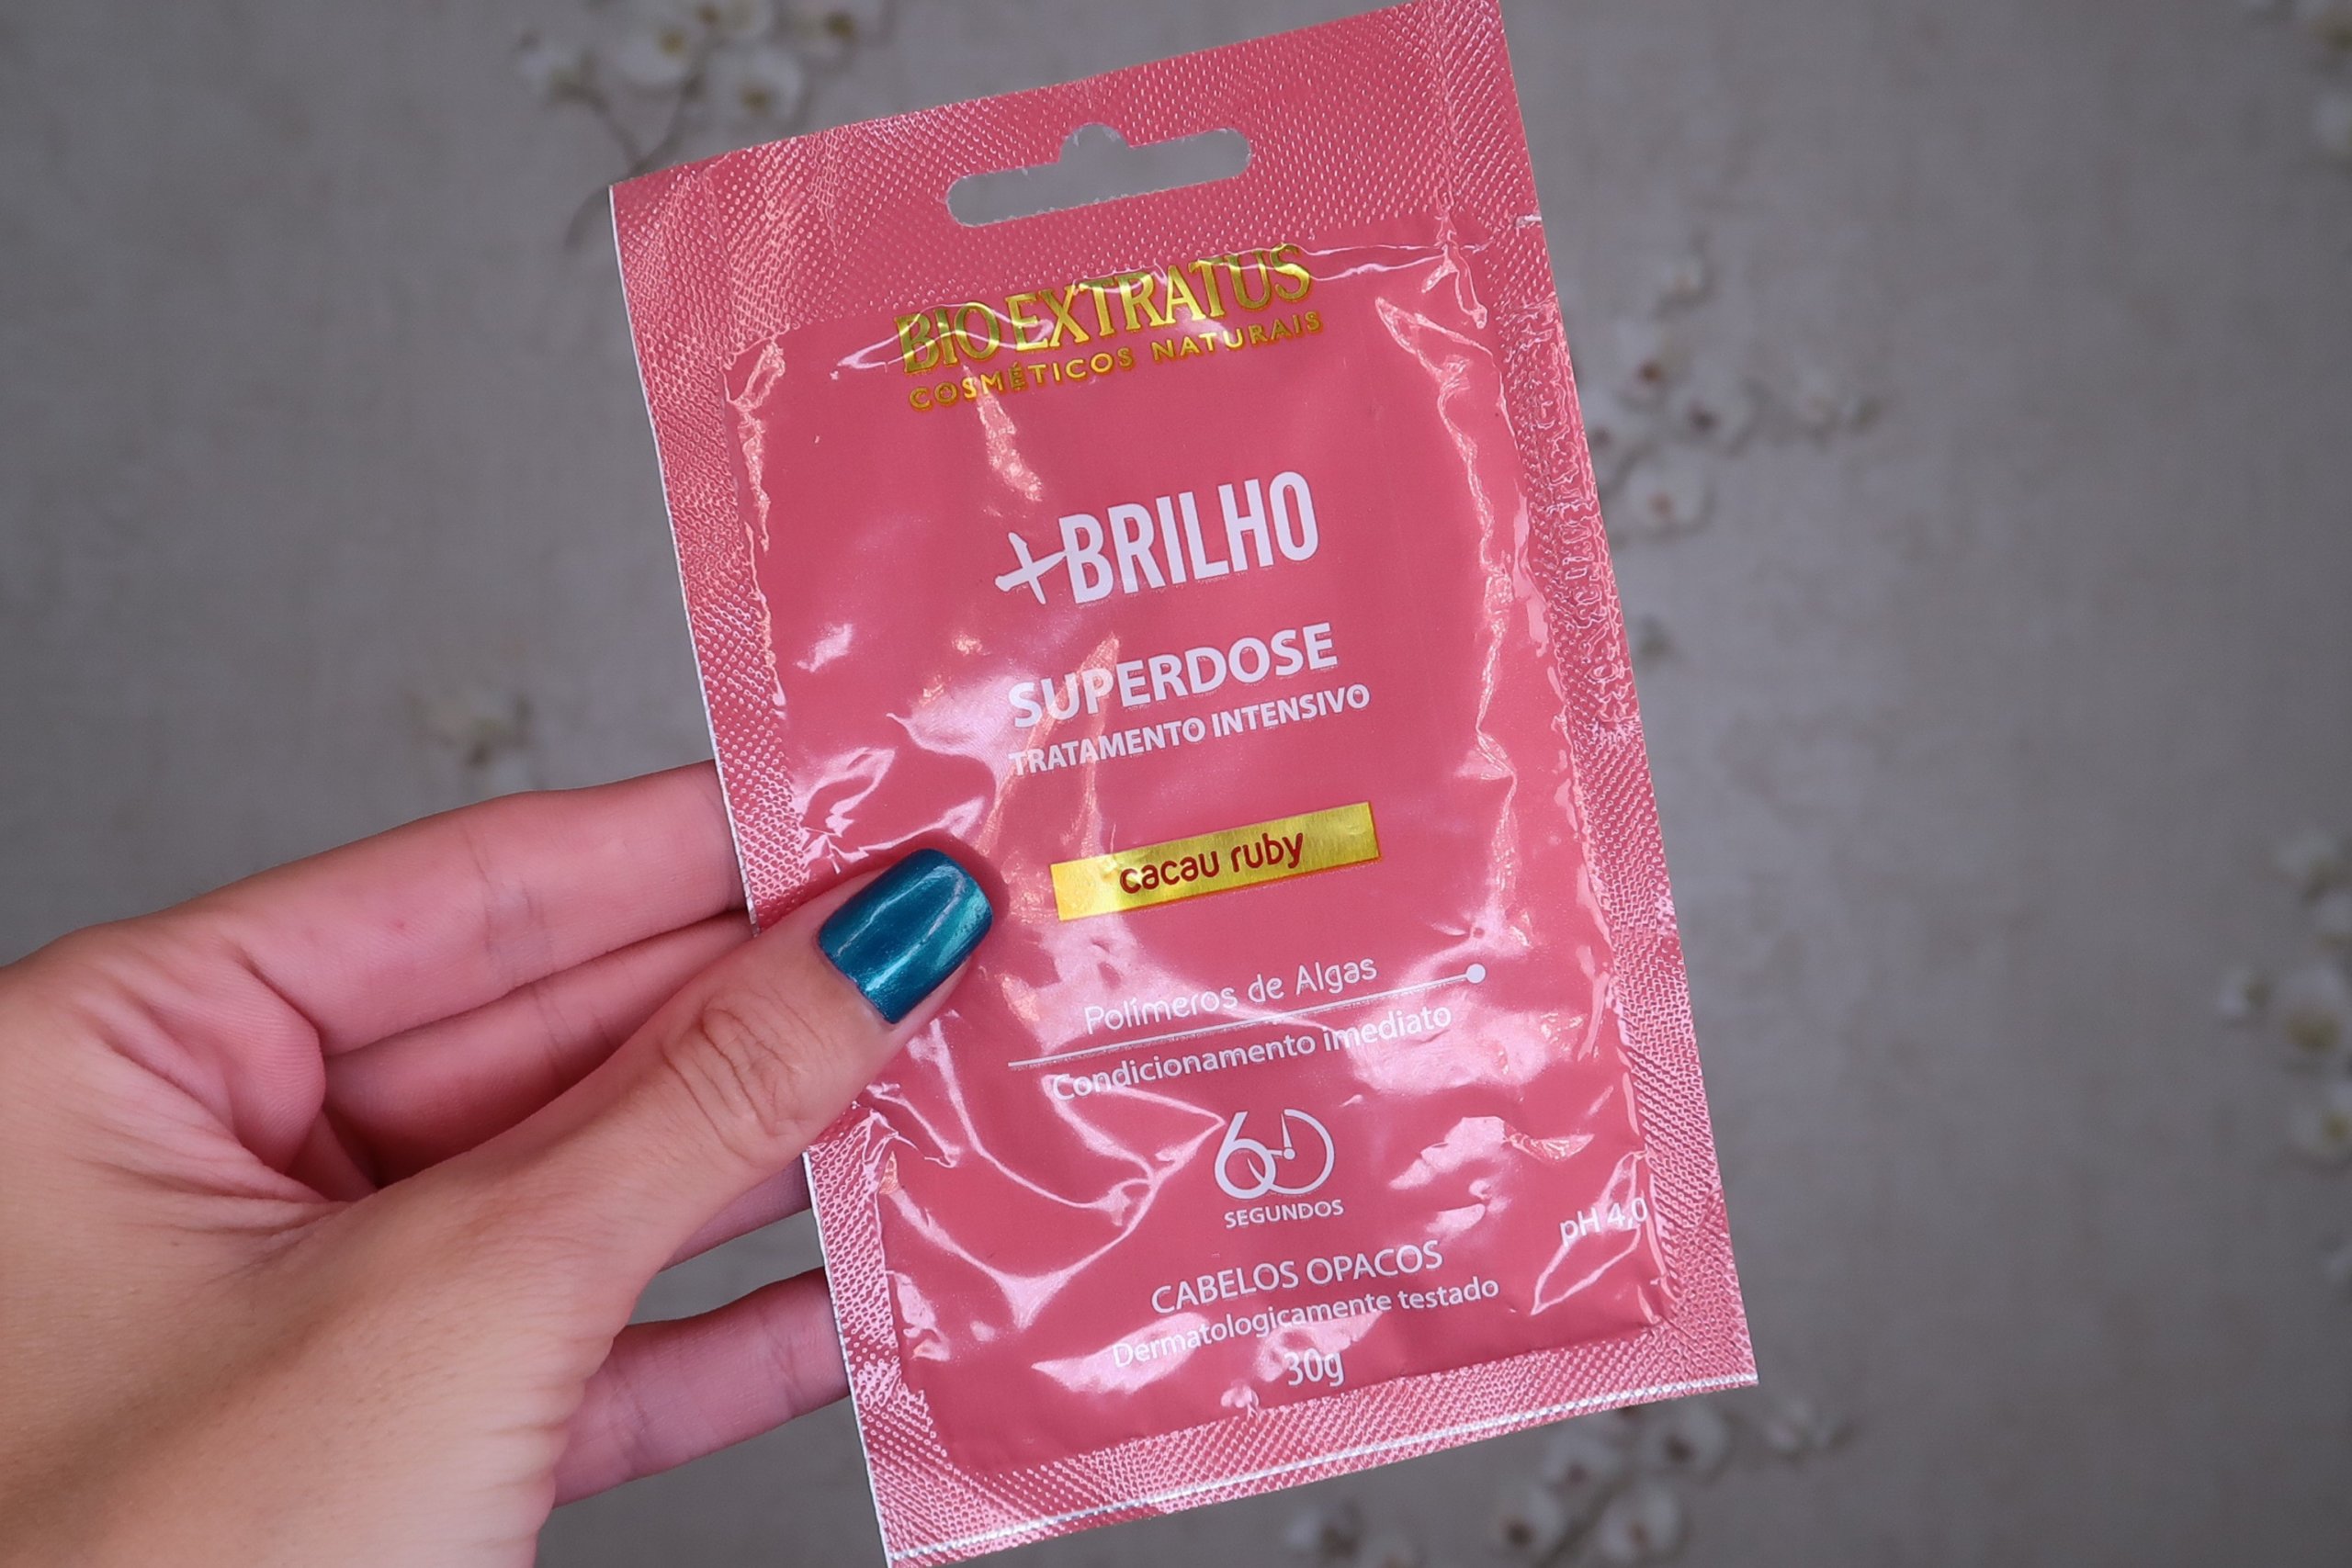 BIO EXTRATUS
COSMÉTICOS NATURAIS
+BRILHO
SUPERDOSE
TRATAMENTO INTENSIVO
cacau ruby
Polímeros de Algas
Condicionamento imediato
60
SEGUNDOS
pH 4,0
CABELOS OPACOS
Dermatologicamente testado
30g